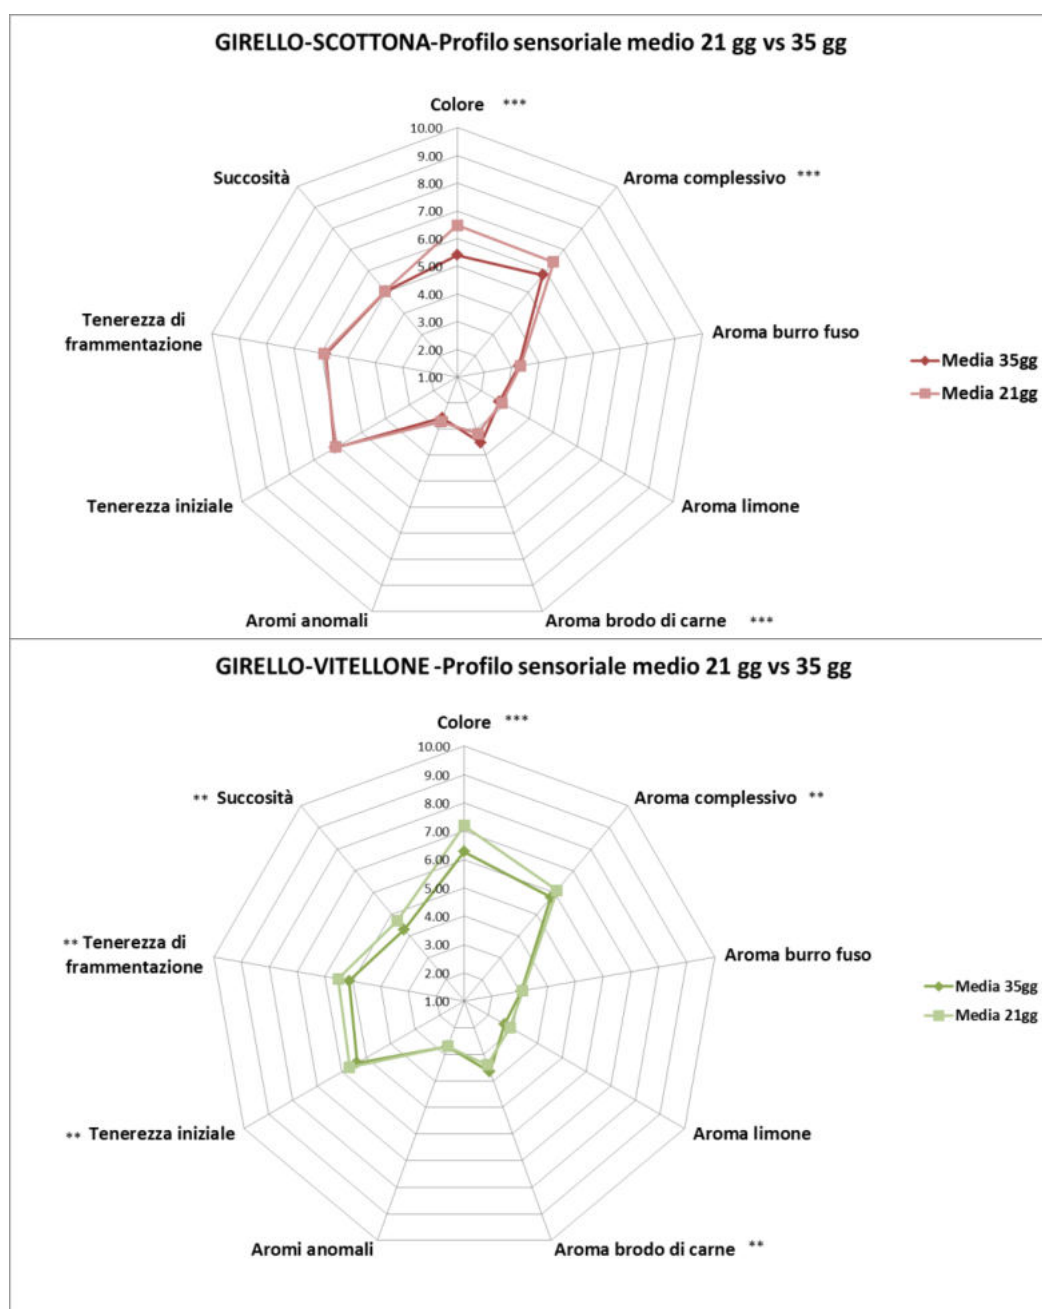 GIRELLO-SCOTTONA-Profilo sensoriale medio 21 gg vs 35 gg
Colore ***
10.00
9.00
8.00
7.00
6.00
5.00
4.00
3.00
2.00
1.00
Aroma complessivo ***
Aroma burro fuso
Aroma limone
Aroma brodo di carne ***
Aromi anomali
Tenerezza iniziale
Tenerezza di
frammentazione
Succosità
Media 35gg
Media 21gg
GIRELLO-VITELLONE -Profilo sensoriale medio 21 gg vs 35 gg
Colore ***
10.00
9.00
8.00
7.00
6.00
5.00
4.00
3.00
2.00
1.00
Aroma complessivo **
Aroma burro fuso
Aroma limone
Aroma brodo di carne **
Aromi anomali
** Tenerezza iniziale
** Tenerezza di
frammentazione
** Succosità
Media 35gg
Media 21gg